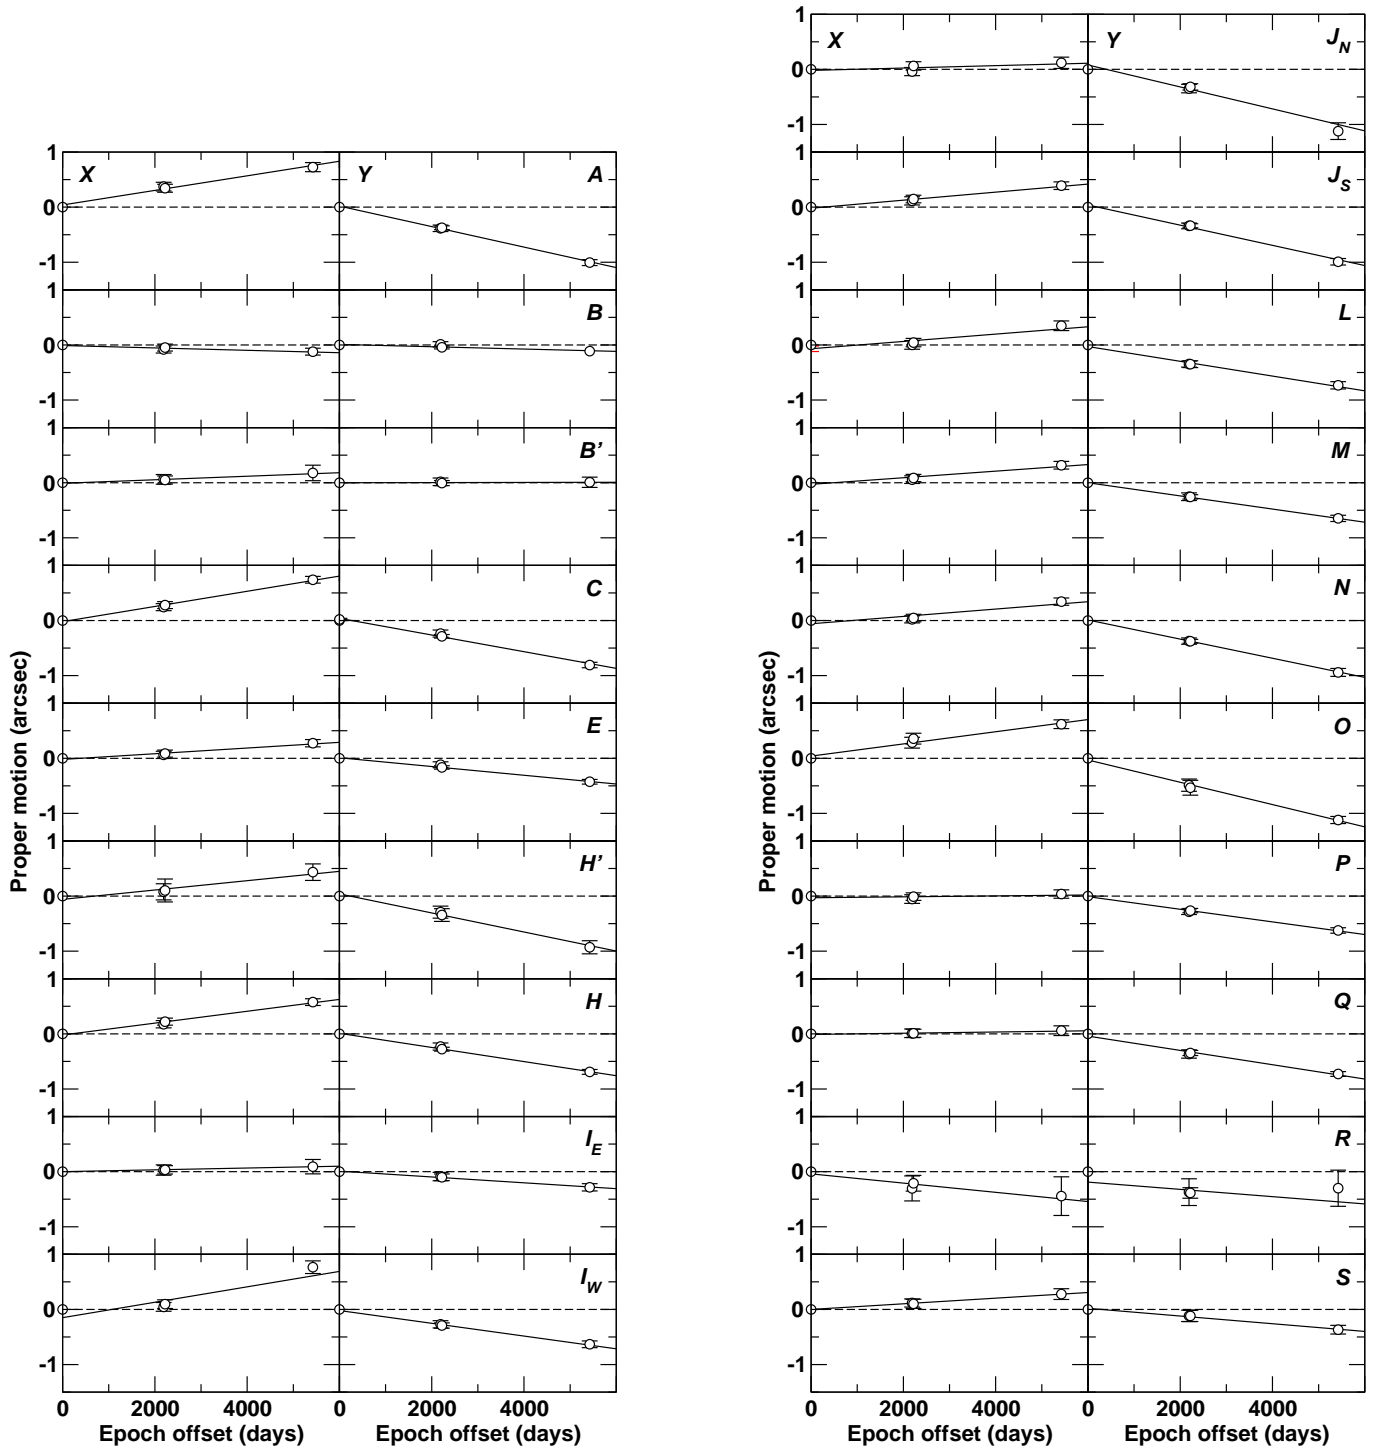 X Y J_N
1
0
-1
X Y A
1
0
-1
J_S
1
0
-1
B
1
0
-1
L
1
0
-1
B'
1
0
-1
M
1
0
-1
C
1
0
-1
N
1
0
-1
E
1
0
-1
O
1
0
-1
H'
1
0
-1
P
1
0
-1
H
1
0
-1
Q
1
0
-1
I_E
1
0
-1
R
1
0
-1
I_W
1
0
-1
S
1
0
-1
Proper motion (arcsec)
Proper motion (arcsec)
0 2000 4000 0 2000 4000
Epoch offset (days) Epoch offset (days)
0 2000 4000 0 2000 4000
Epoch offset (days) Epoch offset (days)